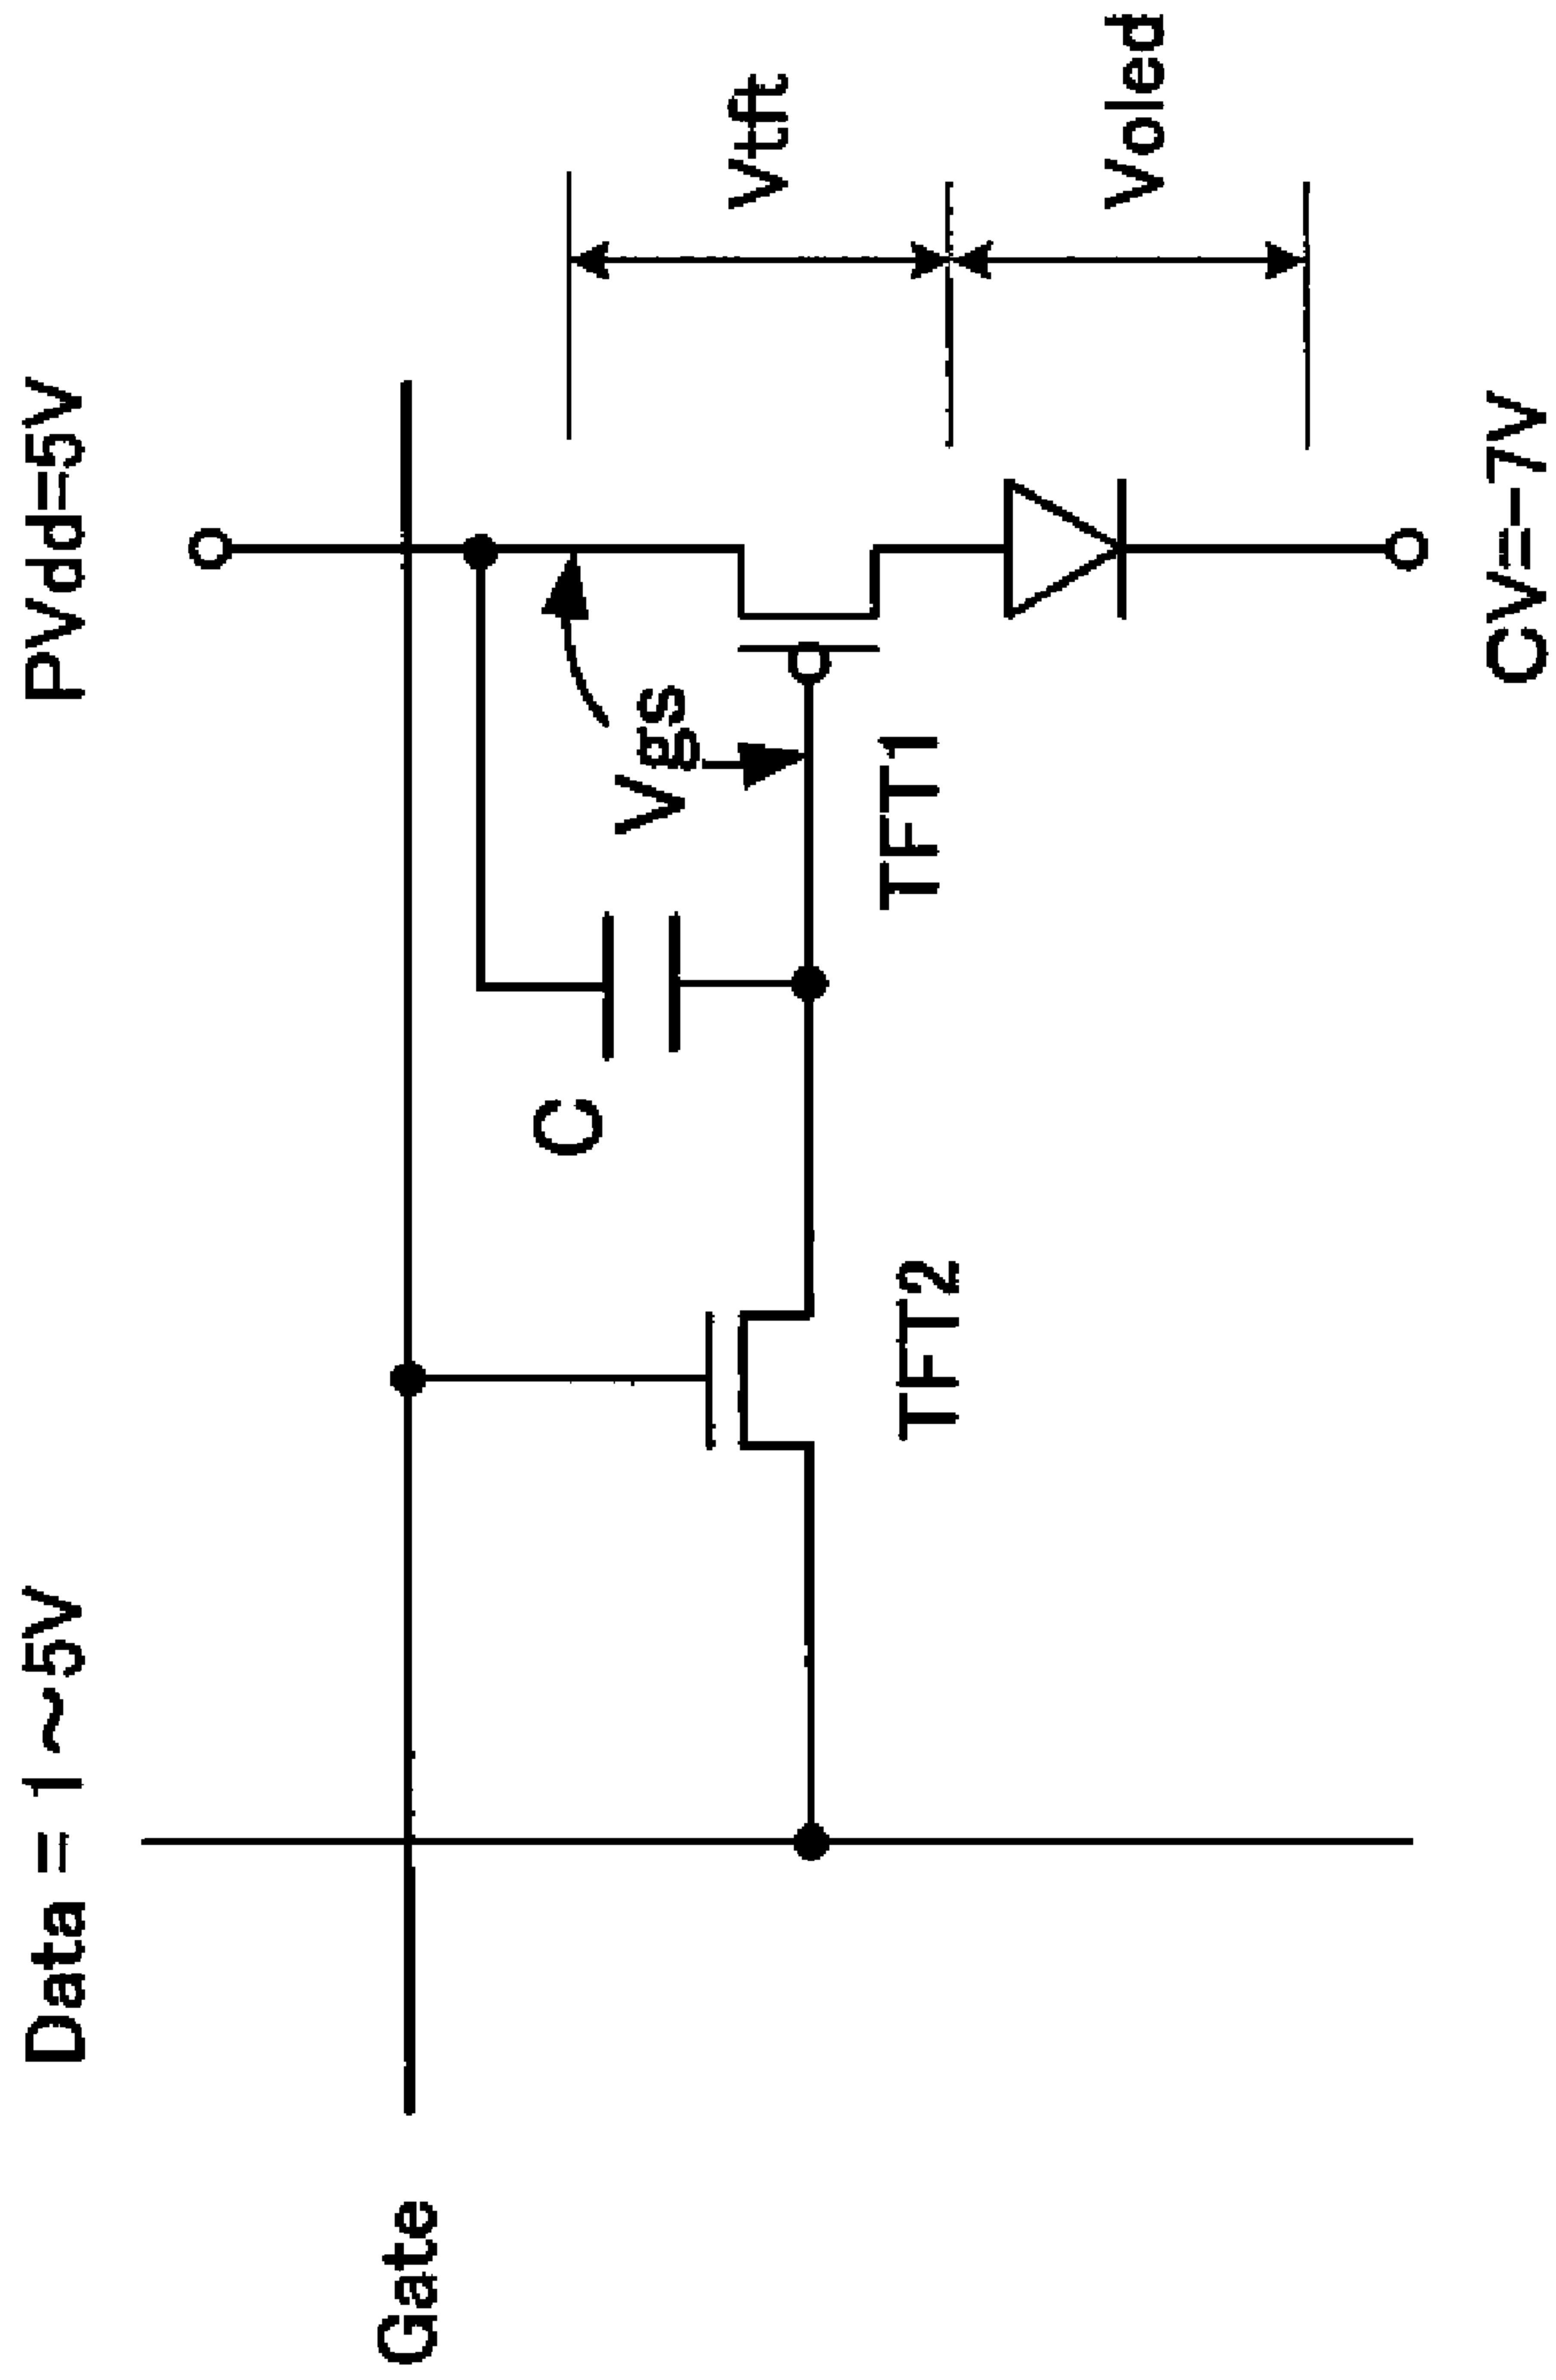 Data = 1~5V
PVdd=5V
Gate
C
Vgs
Vtft
TFT2
TFT1
Voled
CV=-7V